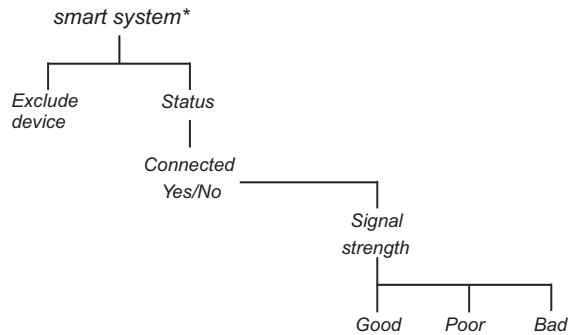 smart system*
Exclude
device
Status
Connected
Yes/No
Signal
strength
Good
Poor
Bad